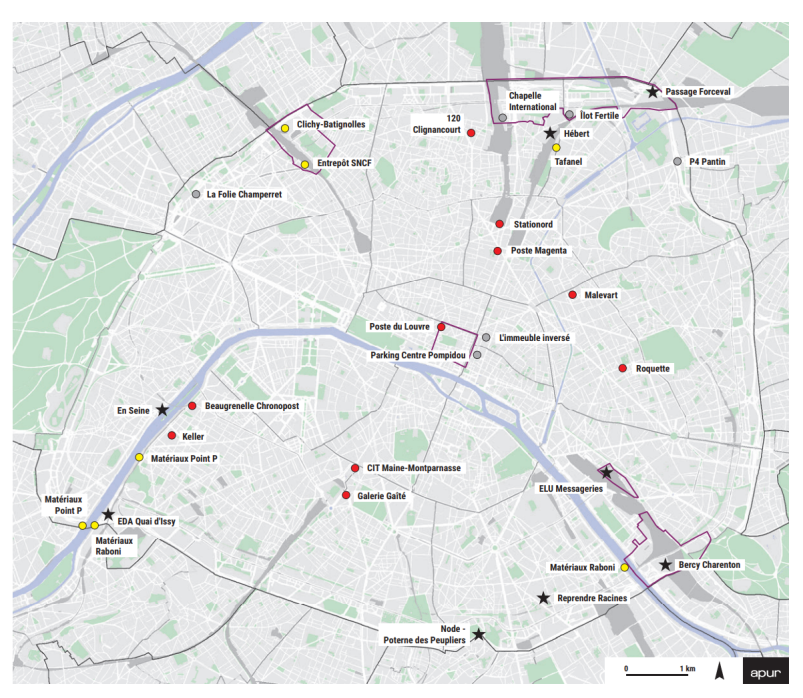 Passage Forceval
Chapelle
International
Îlot Fertile
120
Clignancourt
Clichy-Batignolles
Hébert
Entrepôt SNCF
Tafanel
P4 Pantin
La Folie Champerret
Stationord
Poste Magenta
Malevart
Poste du Louvre
L'immeuble inversé
Parking Centre Pompidou
Roquette
Beaugrenelle Chronopost
En Seine
Keller
Matériaux Point P
CIT Maine-Montparnasse
ELU Messageries
Galerie Gaîté
Matériaux
Point P
EDA Quai d'Issy
Matériaux
Raboni
Matériaux Raboni
Bercy Charenton
Reprendre Racines
Node -
Poterne des Peupliers
0 1 km
apur